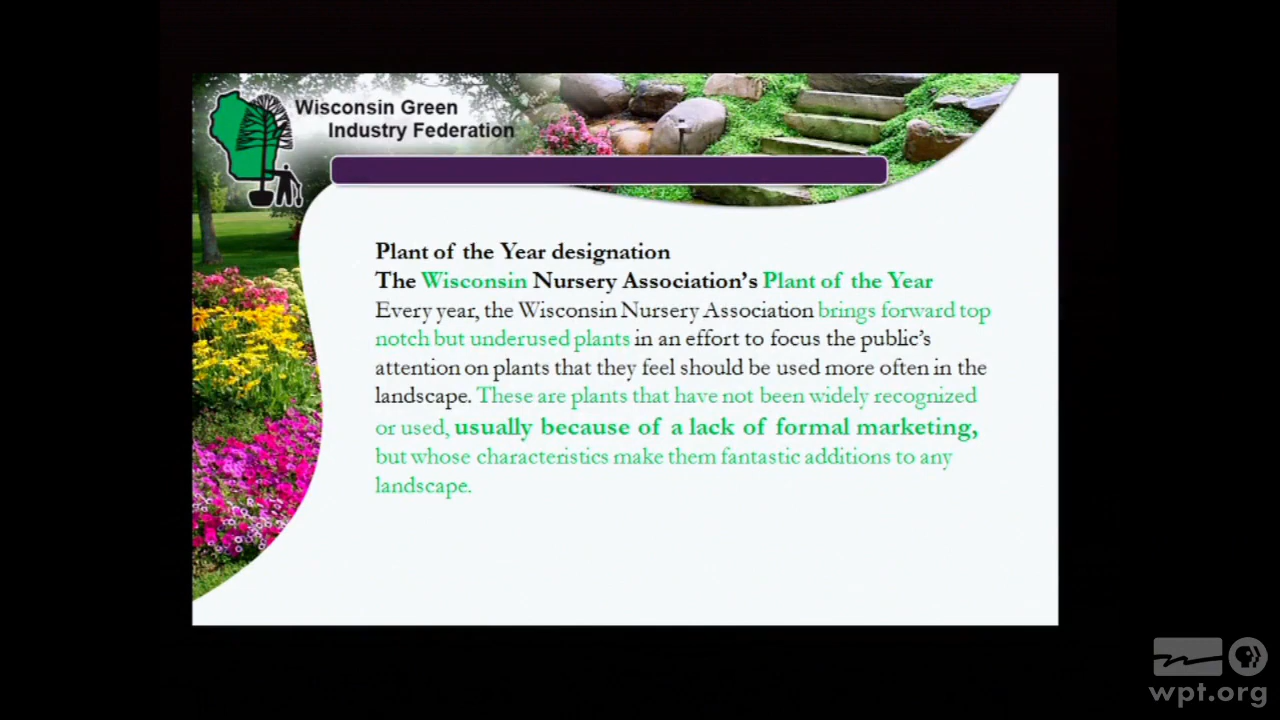 Wisconsin Green
Industry Federation
Plant of the Year designation
The Wisconsin Nursery Association's Plant of the Year
Every year, the Wisconsin Nursery Association brings forward top
notch but underused plants in an effort to focus the public's
attention on plants that they feel should be used more often in the
landscape. These are plants that have not been widely recognized
or used, usually because of a lack of formal marketing,
but whose characteristics make them fantastic additions to any
landscape.
wpt.org